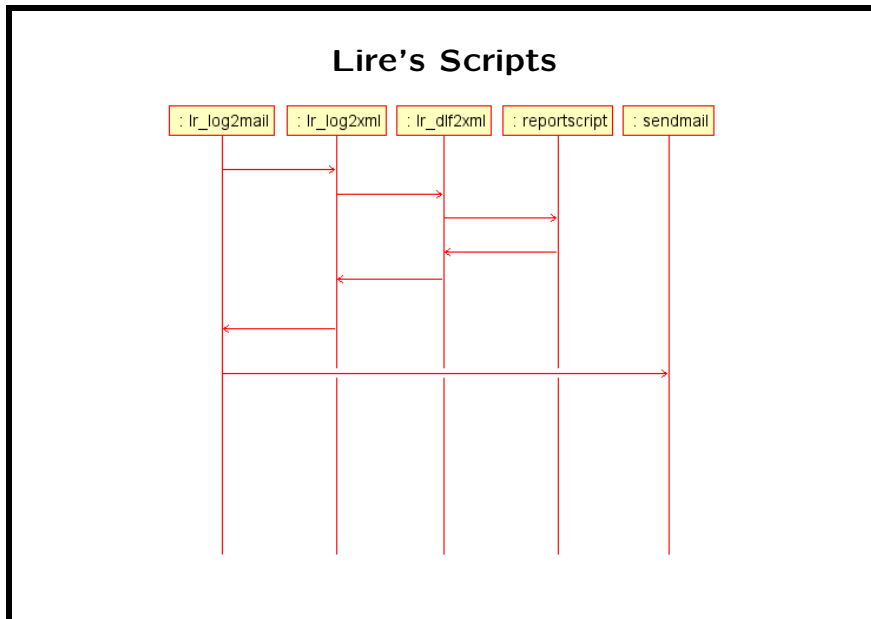 Lire's Scripts
: lr_log2mail : lr_log2xml : lr_dlf2xml : reportscript : sendmail